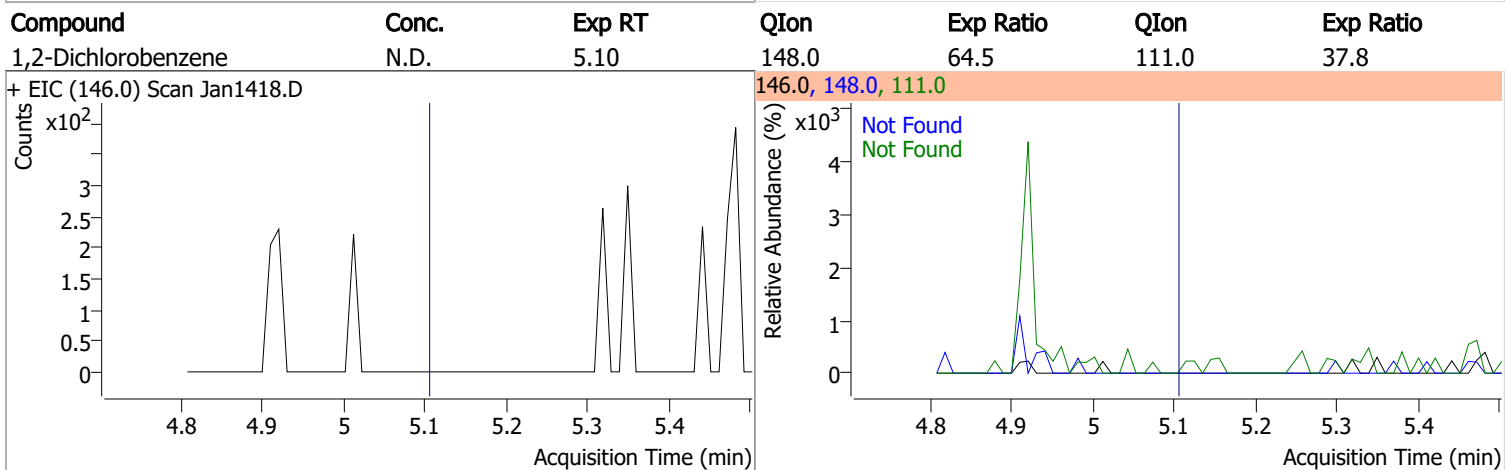 Compound Conc. Exp RT QIon Exp Ratio QIon Exp Ratio
1,2-Dichlorobenzene N.D. 5.10 148.0 64.5 111.0 37.8
+ EIC (146.0) Scan Jan1418.D
Counts
x10²
3
2.5
2
1.5
1
0.5
0
4.8 4.9 5 5.1 5.2 5.3 5.4
Acquisition Time (min)
146.0, 148.0, 111.0
Relative Abundance (%)
x10³
Not Found
Not Found
4
3
2
1
0
4.8 4.9 5 5.1 5.2 5.3 5.4
Acquisition Time (min)